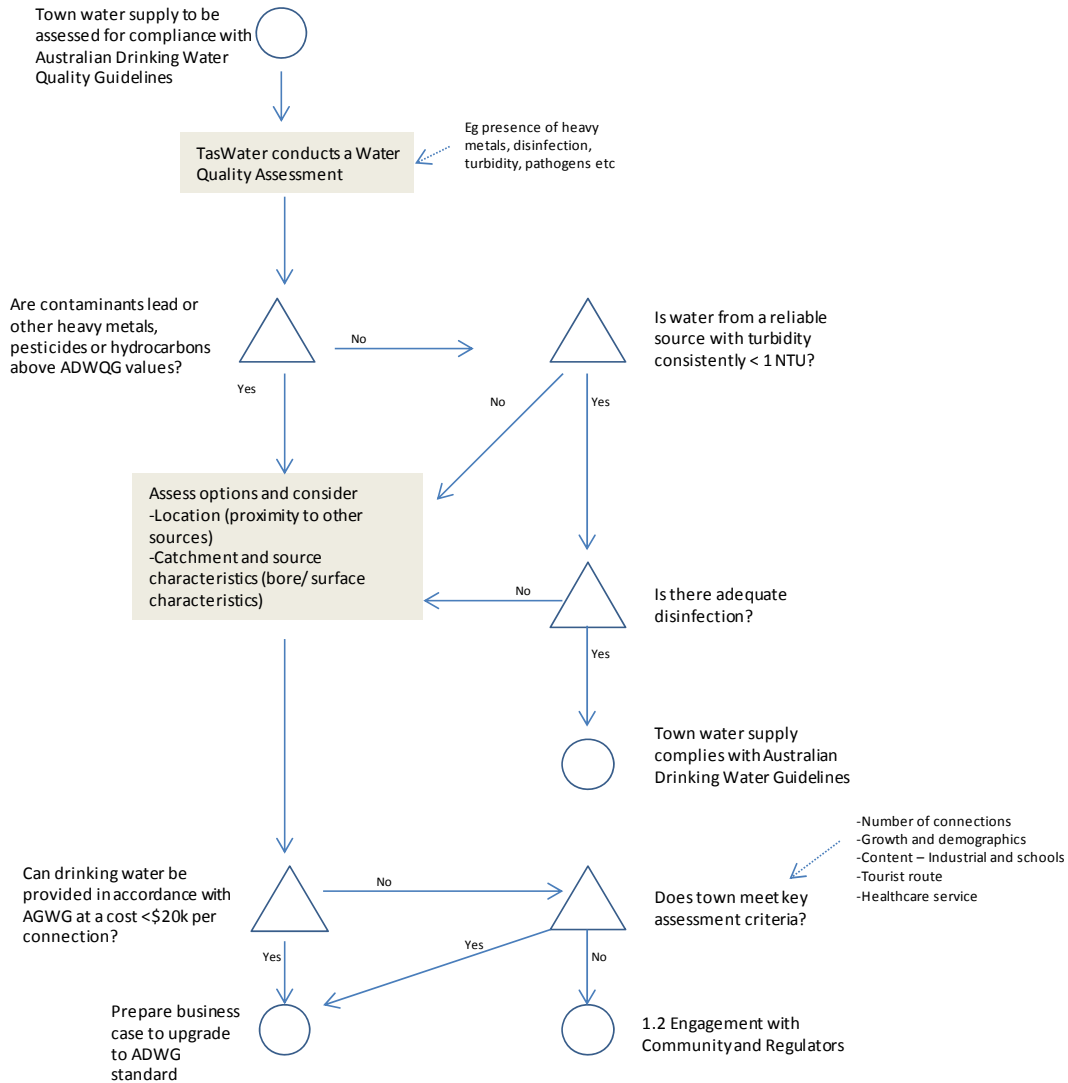 Town water supply to be
assessed for compliance with
Australian Drinking Water
Quality Guidelines
TasWater conducts a Water
Quality Assessment
Eg presence of heavy
metals, disinfection,
turbidity, pathogens etc
Are contaminants lead or
other heavy metals,
pesticides or hydrocarbons
above ADWQG values?
No
Yes
Is water from a reliable
source with turbidity
consistently < 1 NTU?
No
Yes
Assess options and consider
-Location (proximity to other
sources)
-Catchment and source
characteristics (bore/ surface
characteristics)
No
Is there adequate
disinfection?
Yes
Town water supply
complies with Australian
Drinking Water Guidelines
-Number of connections
-Growth and demographics
-Content – Industrial and schools
-Tourist route
-Healthcare service
Can drinking water be
provided in accordance with
AGWG at a cost <$20k per
connection?
No
Does town meet key
assessment criteria?
Yes
Yes
No
Prepare business
case to upgrade
to ADWG
standard
1.2 Engagement with
Community and Regulators